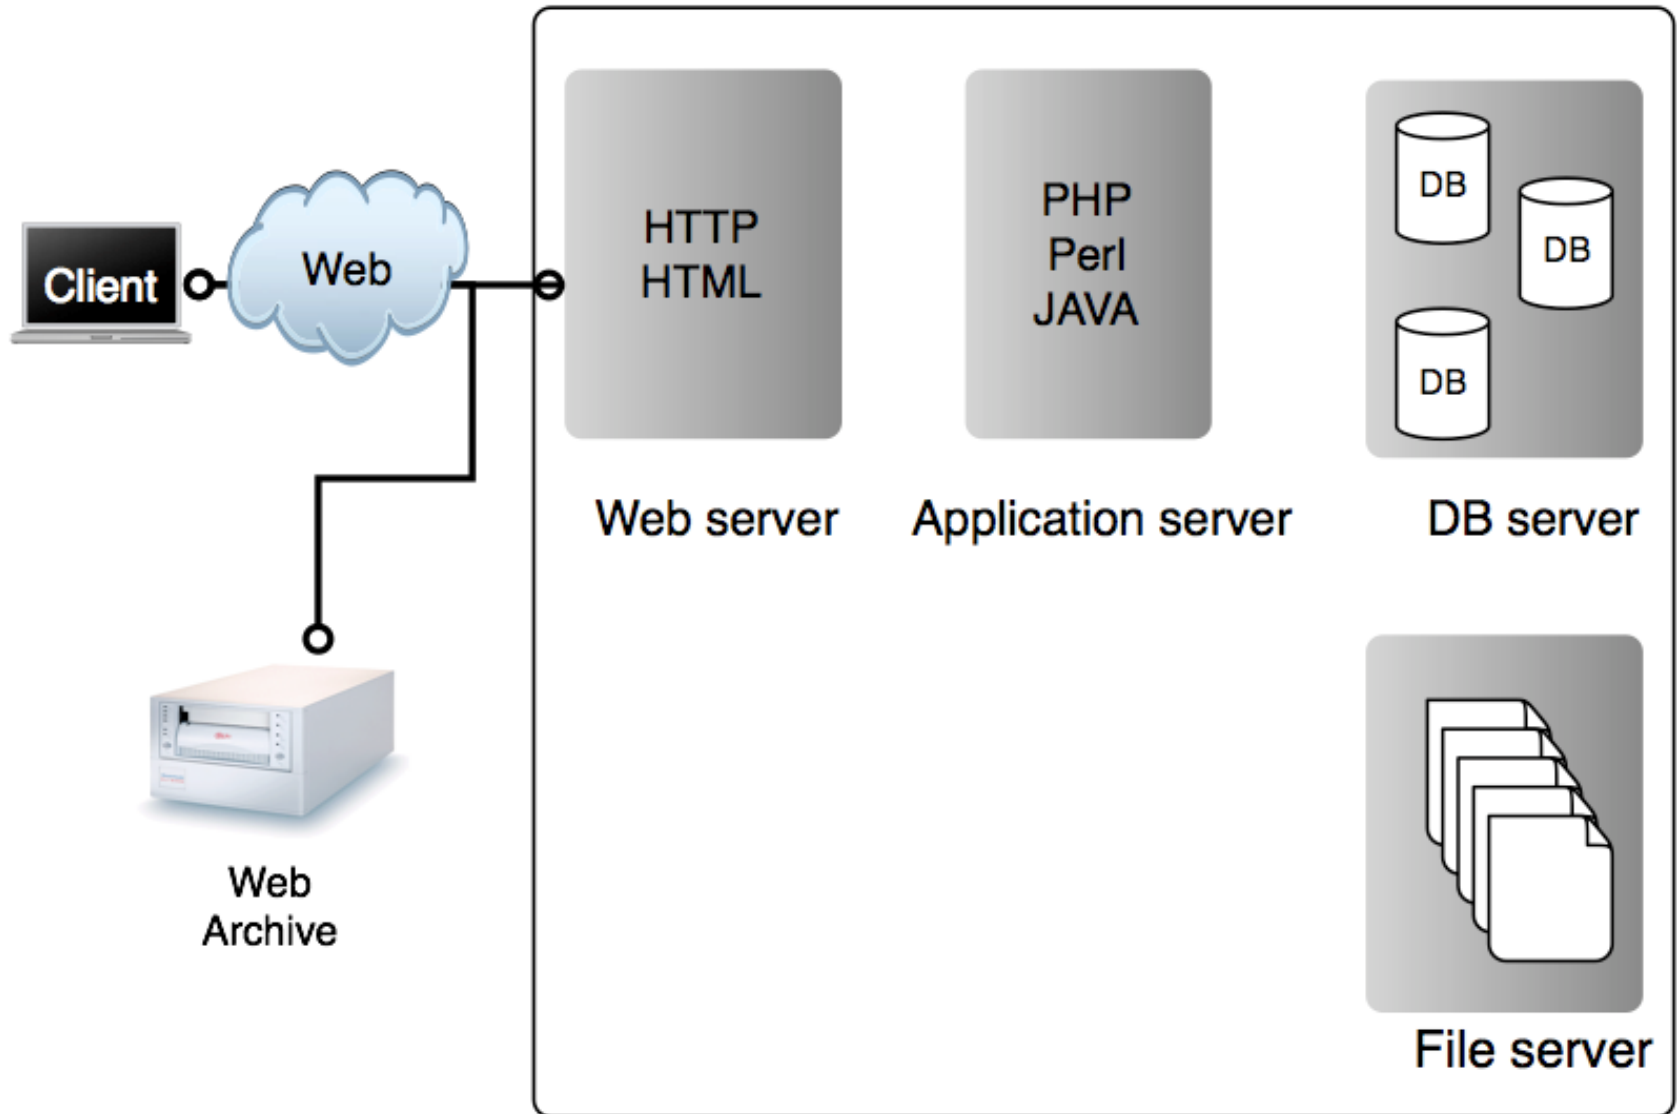 Client
Web
HTTP
HTML
PHP
Perl
JAVA
DB
DB
DB
Web server
Application server
DB server
Web
Archive
File server